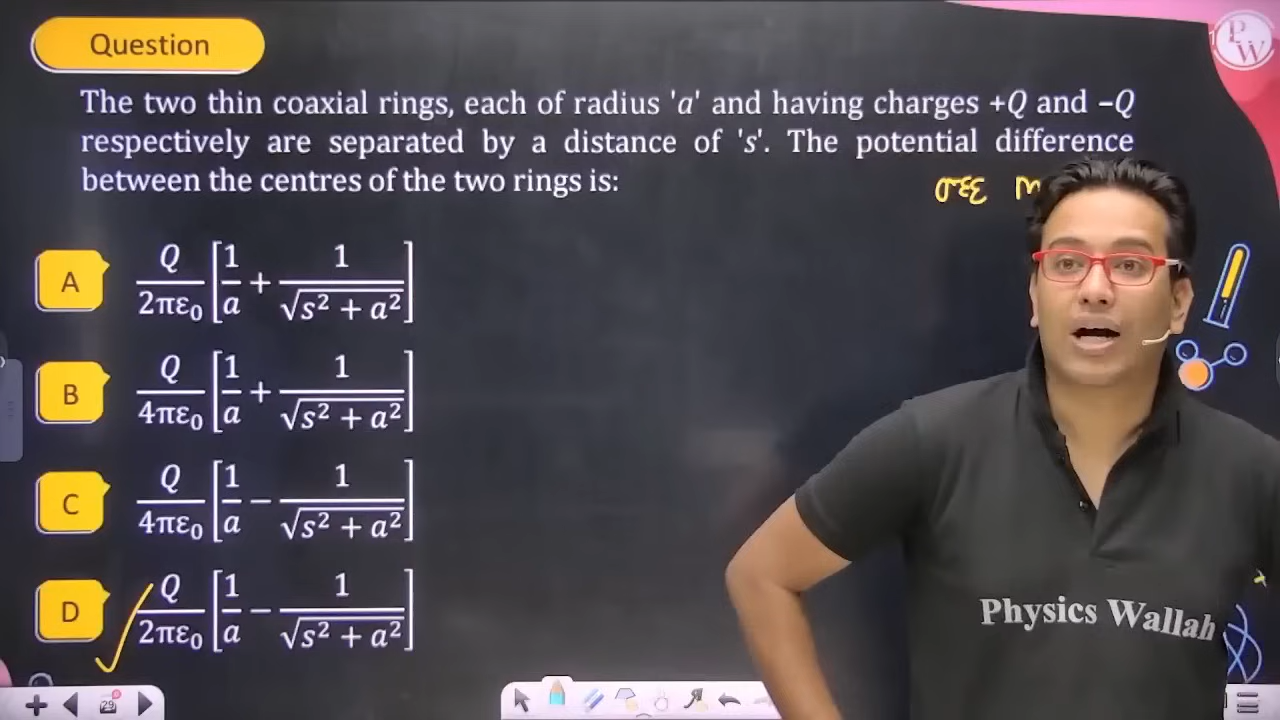 Question
PW
The two thin coaxial rings, each of radius 'a' and having charges +Q and –Q
respectively are separated by a distance of 's'. The potential difference
between the centres of the two rings is:
A Q/2πε₀ [1/a + 1/√(s² + a²)]
B Q/4πε₀ [1/a + 1/√(s² + a²)]
C Q/4πε₀ [1/a − 1/√(s² + a²)]
D Q/2πε₀ [1/a − 1/√(s² + a²)]
Physics Wallah
29